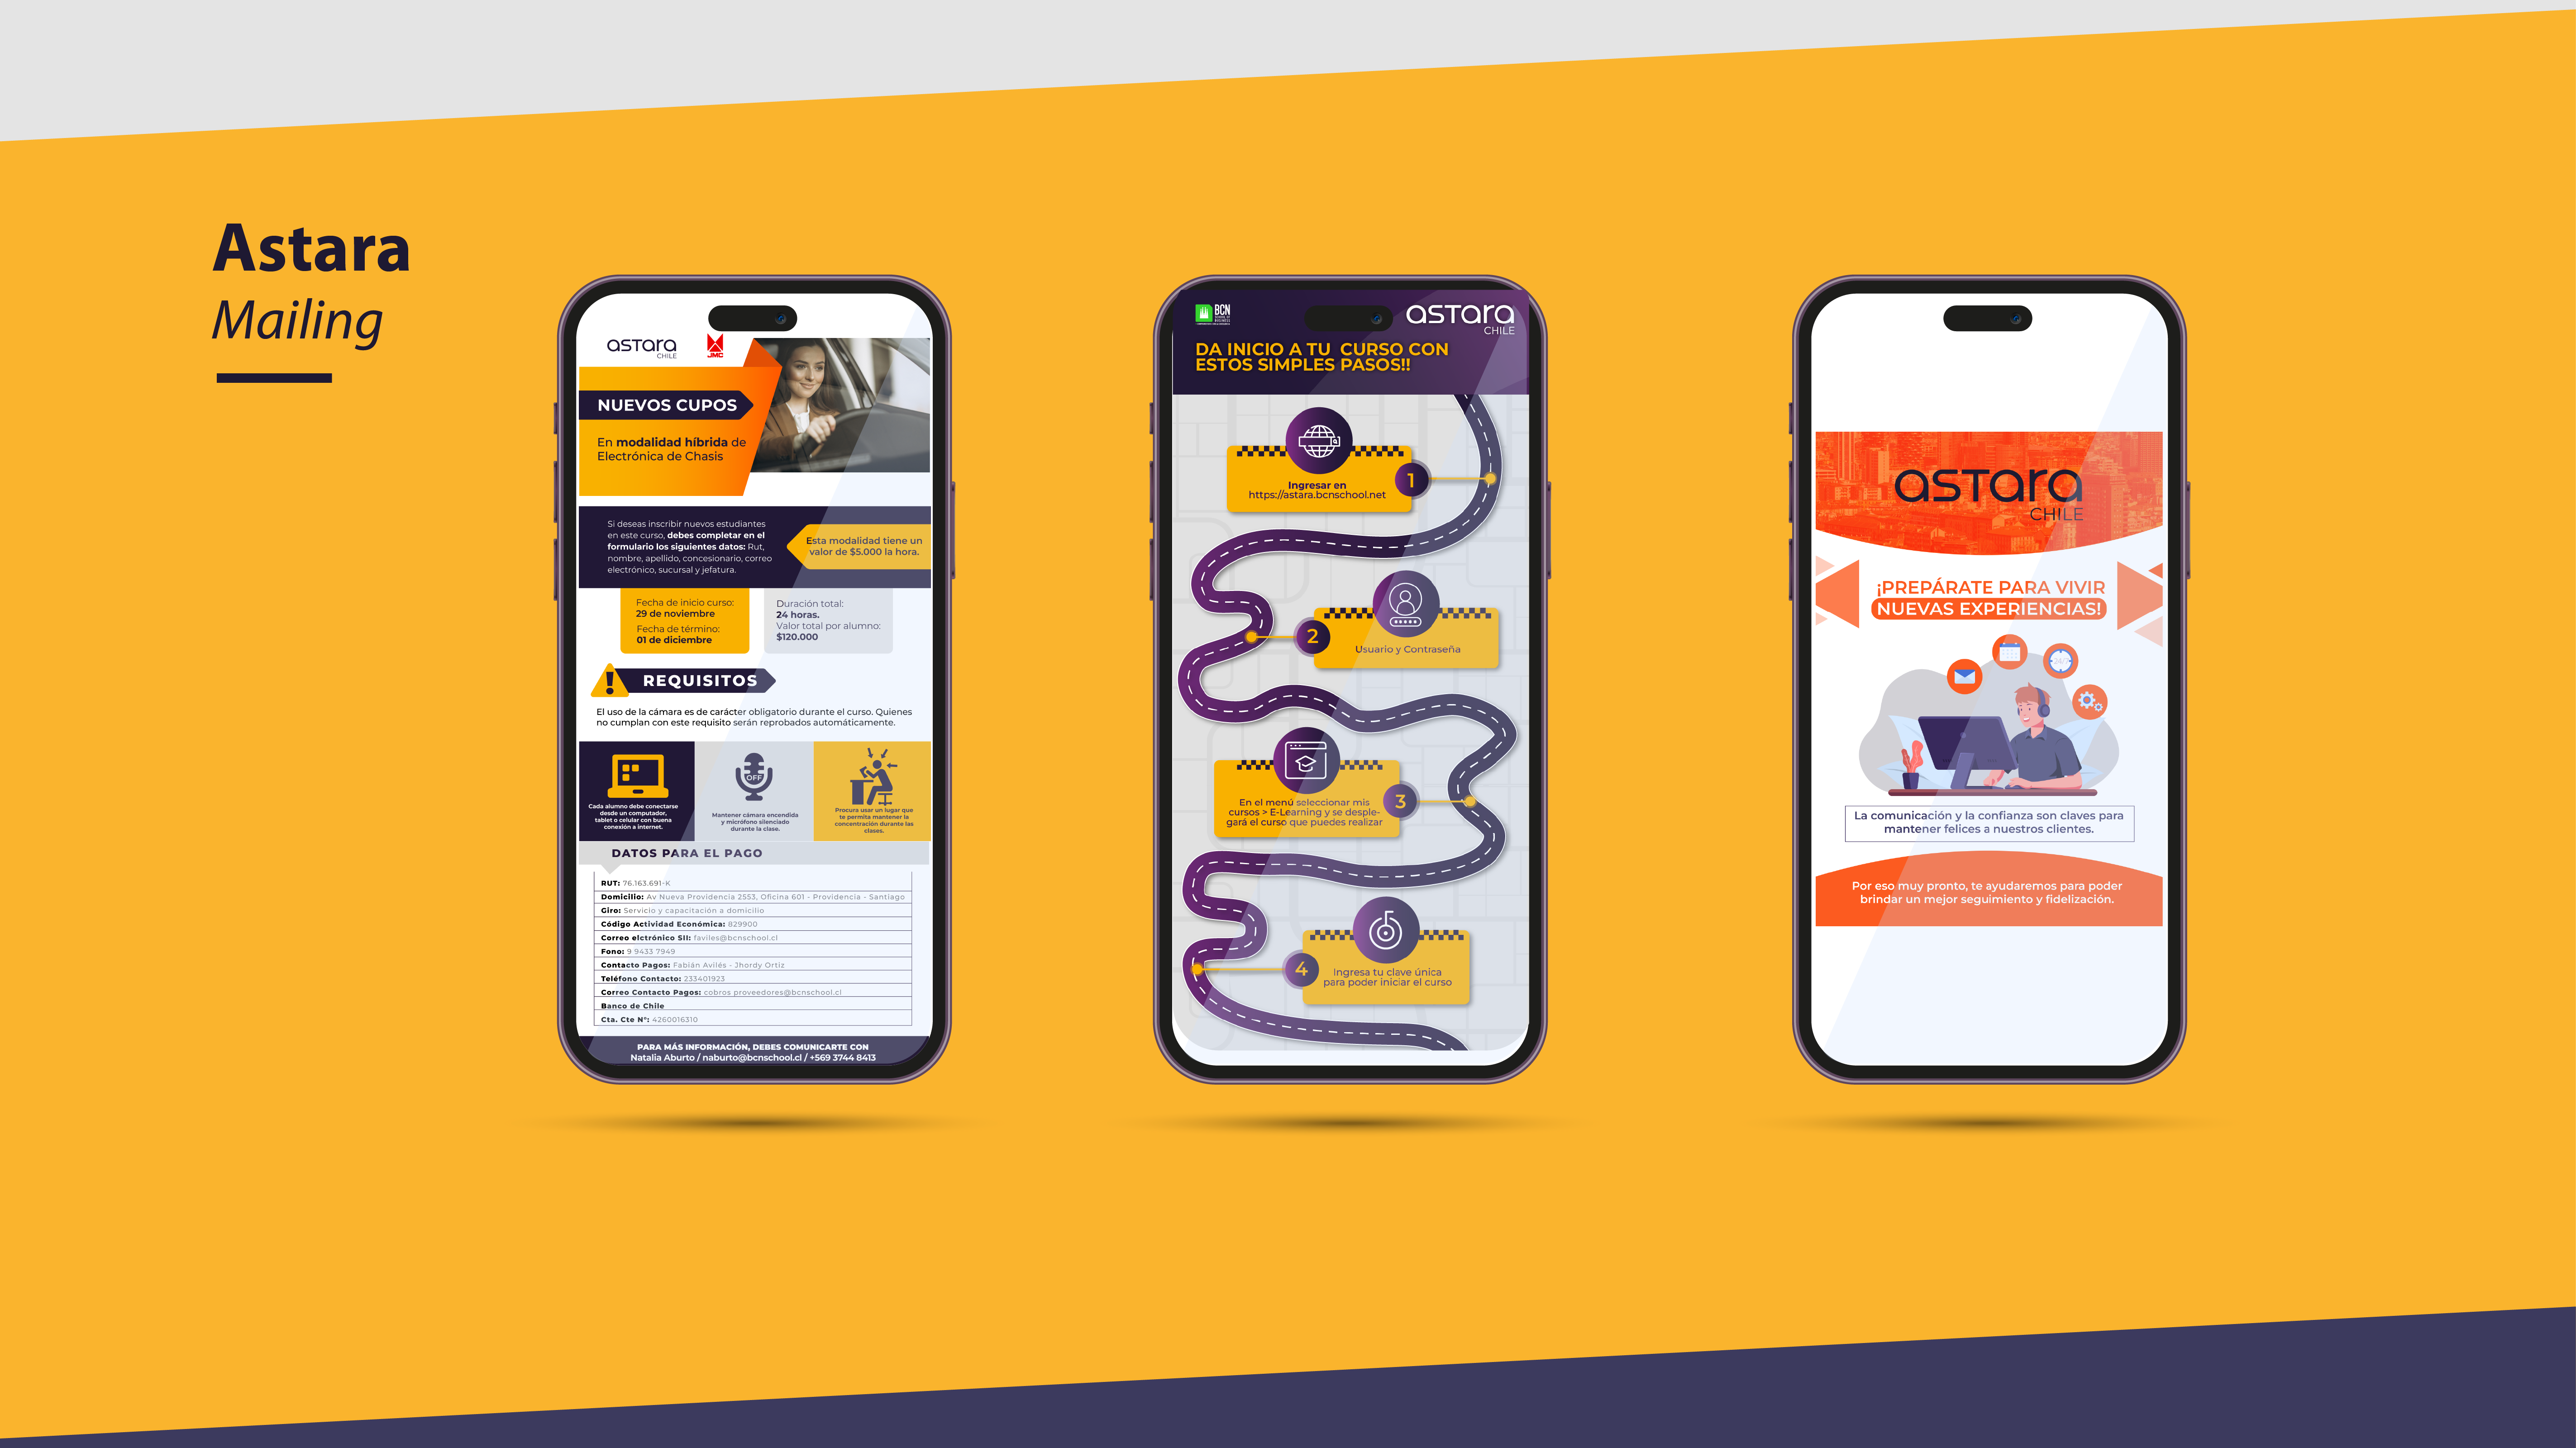 Astara
Mailing
astara
CHILE
JMC
NUEVOS CUPOS
En modalidad híbrida de
Electrónica de Chasis
Si deseas inscribir nuevos estudiantes
en este curso, debes completar en el
formulario los siguientes datos: Rut,
nombre, apellido, concesionario, correo
electrónico, sucursal y jefatura.
Esta modalidad tiene un
valor de $5.000 la hora.
Fecha de inicio curso:
29 de noviembre
Fecha de término:
01 de diciembre
Duración total:
24 horas.
Valor total por alumno:
$120.000
REQUISITOS
El uso de la cámara es de carácter obligatorio durante el curso. Quienes
no cumplan con este requisito serán reprobados automáticamente.
Cada alumno debe conectarse
desde un computador,
tablet o celular con buena
conexión a internet.
OFF
Mantener cámara encendida
y micrófono silenciado
durante la clase.
Procura usar un lugar que
te permita mantener la
concentración durante las
clases.
DATOS PARA EL PAGO
RUT: 76.163.691-K
Domicilio: Av Nueva Providencia 2553, Oficina 601 - Providencia - Santiago
Giro: Servicio y capacitación a domicilio
Código Actividad Económica: 829900
Correo elctrónico SII: faviles@bcnschool.cl
Fono: 9 9433 7949
Contacto Pagos: Fabián Avilés - Jhordy Ortiz
Teléfono Contacto: 233401923
Correo Contacto Pagos: cobros proveedores@bcnschool.cl
Banco de Chile
Cta. Cte N°: 4260016310
PARA MÁS INFORMACIÓN, DEBES COMUNICARTE CON
Natalia Aburto / naburto@bcnschool.cl / +569 3744 8413
BCN
SCHOOL OF
BUSINESS
astara
CHILE
DA INICIO A TU CURSO CON
ESTOS SIMPLES PASOS!!
Ingresar en
https://astara.bcnschool.net
1
2
Usuario y Contraseña
En el menú seleccionar mis
cursos > E-Learning y se desple-
gará el curso que puedes realizar
3
4
Ingresa tu clave única
para poder iniciar el curso
astara
CHILE
¡PREPÁRATE PARA VIVIR
NUEVAS EXPERIENCIAS!
La comunicación y la confianza son claves para
mantener felices a nuestros clientes.
Por eso muy pronto, te ayudaremos para poder
brindar un mejor seguimiento y fidelización.